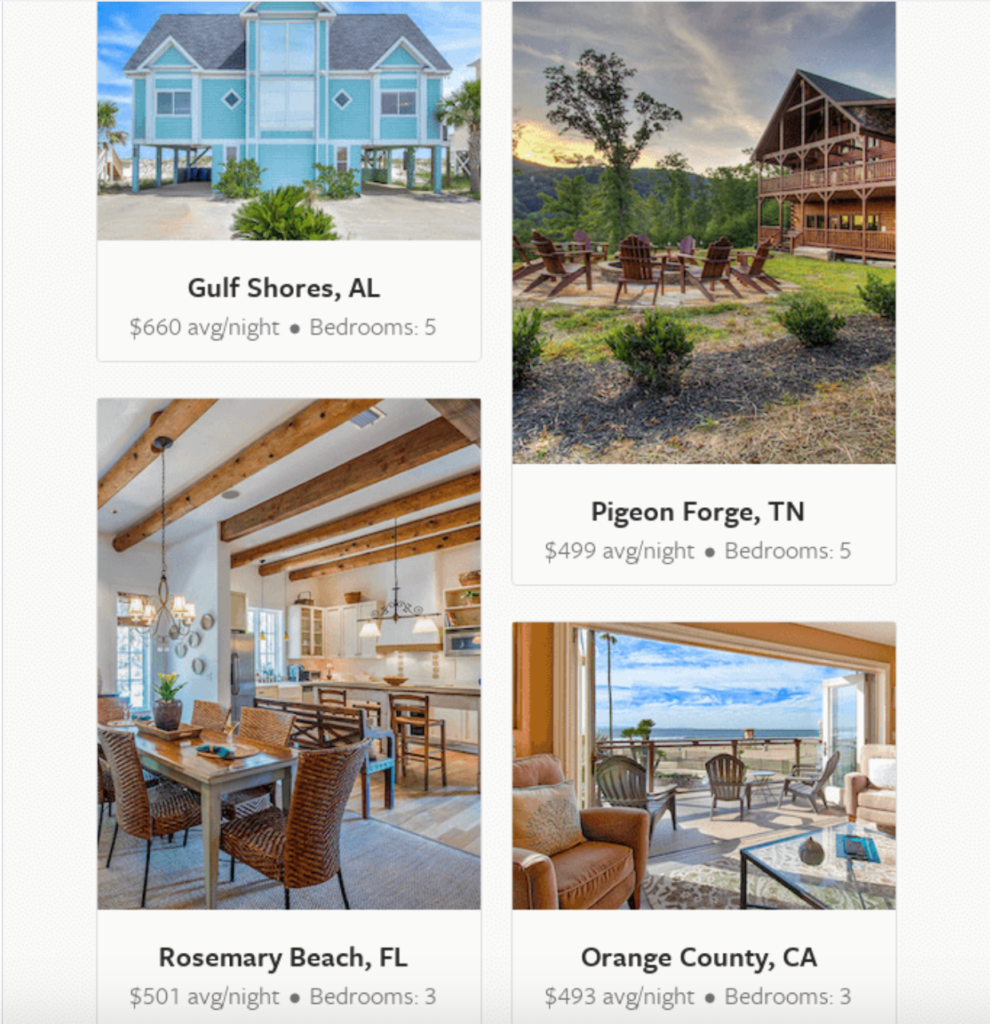 Gulf Shores, AL
$660 avg/night ● Bedrooms: 5
Pigeon Forge, TN
$499 avg/night ● Bedrooms: 5
Rosemary Beach, FL
$501 avg/night ● Bedrooms: 3
Orange County, CA
$493 avg/night ● Bedrooms: 3